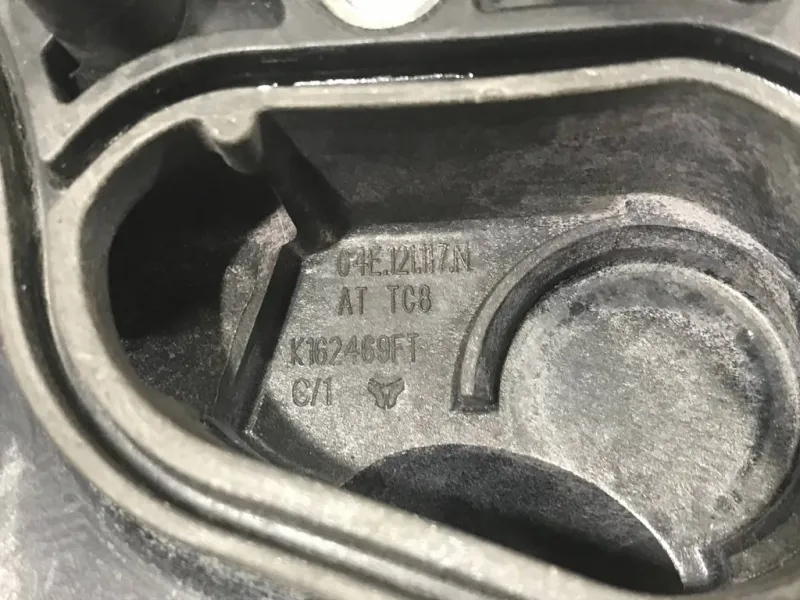 04E.121.117.N
AT TC8
K162469FT
C/1